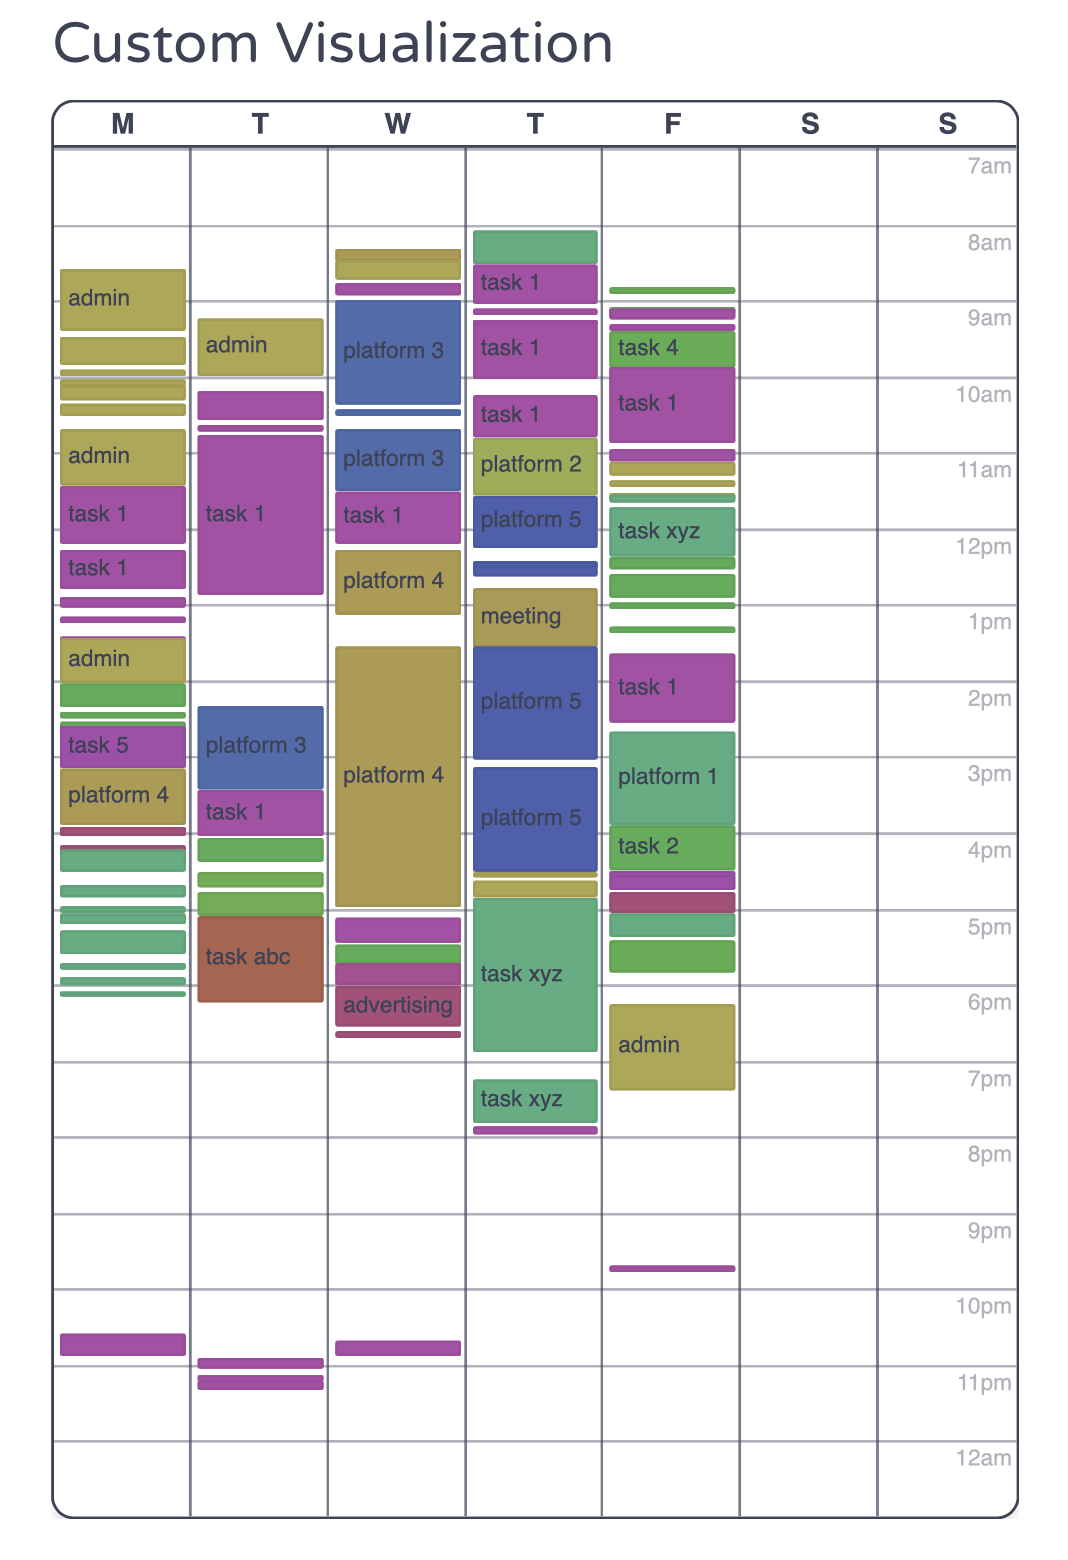 Custom Visualization
M T W T F S S
7am
8am
9am
10am
11am
12pm
1pm
2pm
3pm
4pm
5pm
6pm
7pm
8pm
9pm
10pm
11pm
12am
admin
admin
task 1
task 1
admin
task 5
platform 4
admin
task 1
platform 3
task 1
task abc
platform 3
platform 3
task 1
platform 4
platform 4
advertising
task 1
task 1
task 1
platform 2
platform 5
meeting
platform 5
platform 5
task xyz
task xyz
task 4
task 1
task xyz
task 1
platform 1
task 2
admin